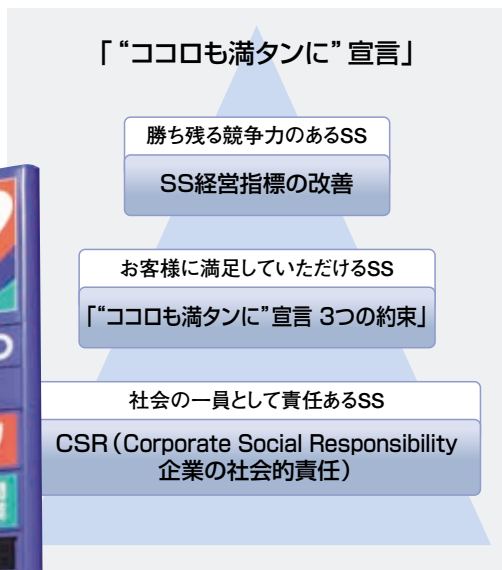 「“ココロも満タンに”宣言」
勝ち残る競争力のあるSS
SS経営指標の改善
お客様に満足していただけるSS
「“ココロも満タンに”宣言 3つの約束」
社会の一員として責任あるSS
CSR（Corporate Social Responsibility
企業の社会的責任）